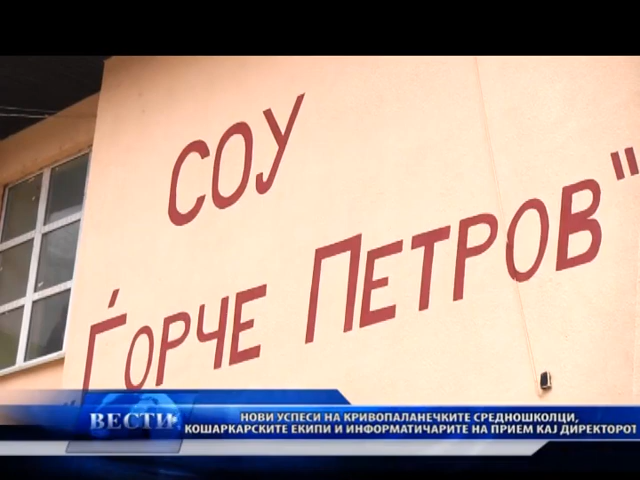 СОУ
"ЃОРЧЕ ПЕТРОВ"
ВЕСТИ
НОВИ УСПЕСИ НА КРИВОПАЛАНЕЧКИТЕ СРЕДНОШКОЛЦИ,
КОШАРКАРСКИТЕ ЕКИПИ И ИНФОРМАТИЧАРИТЕ НА ПРИЕМ КАЈ ДИРЕКТОРОТ